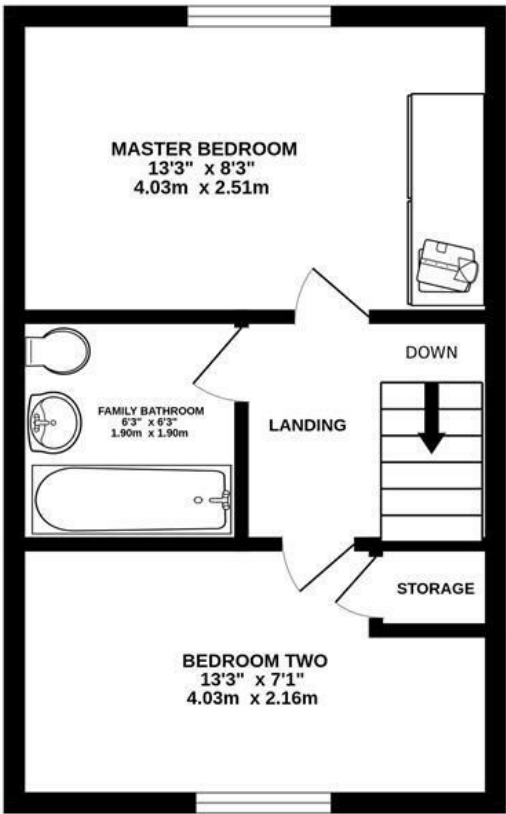 MASTER BEDROOM
13'3" x 8'3"
4.03m x 2.51m
DOWN
FAMILY BATHROOM
6'3" x 6'3"
1.90m x 1.90m
LANDING
STORAGE
BEDROOM TWO
13'3" x 7'1"
4.03m x 2.16m